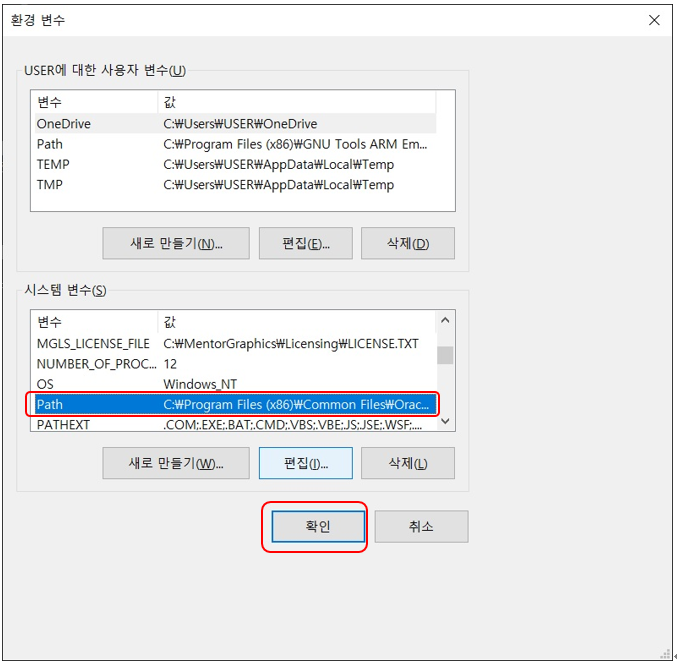 환경 변수
USER에 대한 사용자 변수(U)
변수 값
OneDrive C:₩Users₩USER₩OneDrive
Path C:₩Program Files (x86)₩GNU Tools ARM Em...
TEMP C:₩Users₩USER₩AppData₩Local₩Temp
TMP C:₩Users₩USER₩AppData₩Local₩Temp
새로 만들기(N)... 편집(E)... 삭제(D)
시스템 변수(S)
변수 값
MGLS_LICENSE_FILE C:₩MentorGraphics₩Licensing₩LICENSE.TXT
NUMBER_OF_PROC... 12
OS Windows_NT
Path C:₩Program Files (x86)₩Common Files₩Orac...
PATHEXT .COM;.EXE;.BAT;.CMD;.VBS;.VBE;.JS;.JSE;.WSF;....
새로 만들기(W)... 편집(I)... 삭제(L)
확인 취소